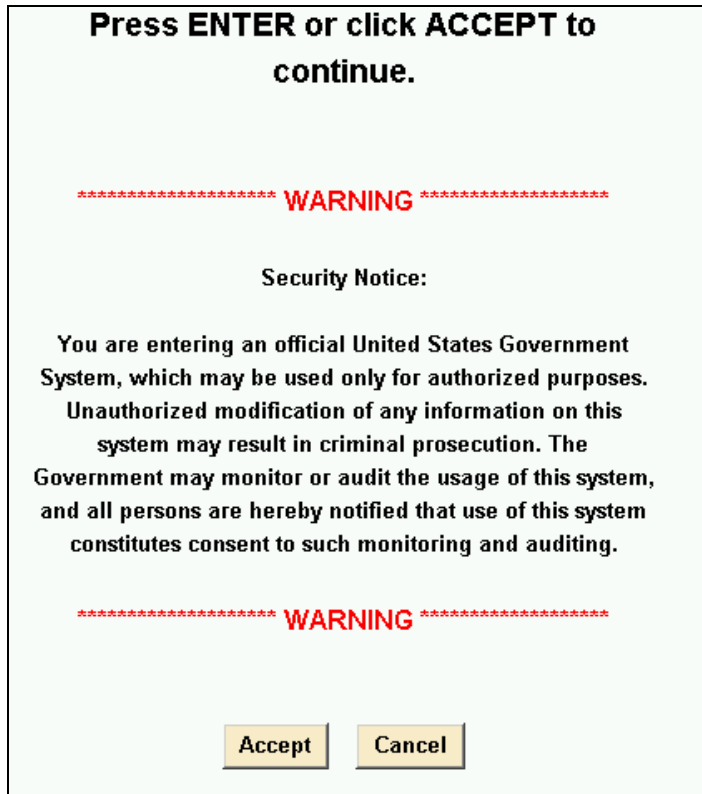 Press ENTER or click ACCEPT to
continue.
******************** WARNING *******************
Security Notice:
You are entering an official United States Government
System, which may be used only for authorized purposes.
Unauthorized modification of any information on this
system may result in criminal prosecution. The
Government may monitor or audit the usage of this system,
and all persons are hereby notified that use of this system
constitutes consent to such monitoring and auditing.
******************** WARNING *******************
Accept Cancel